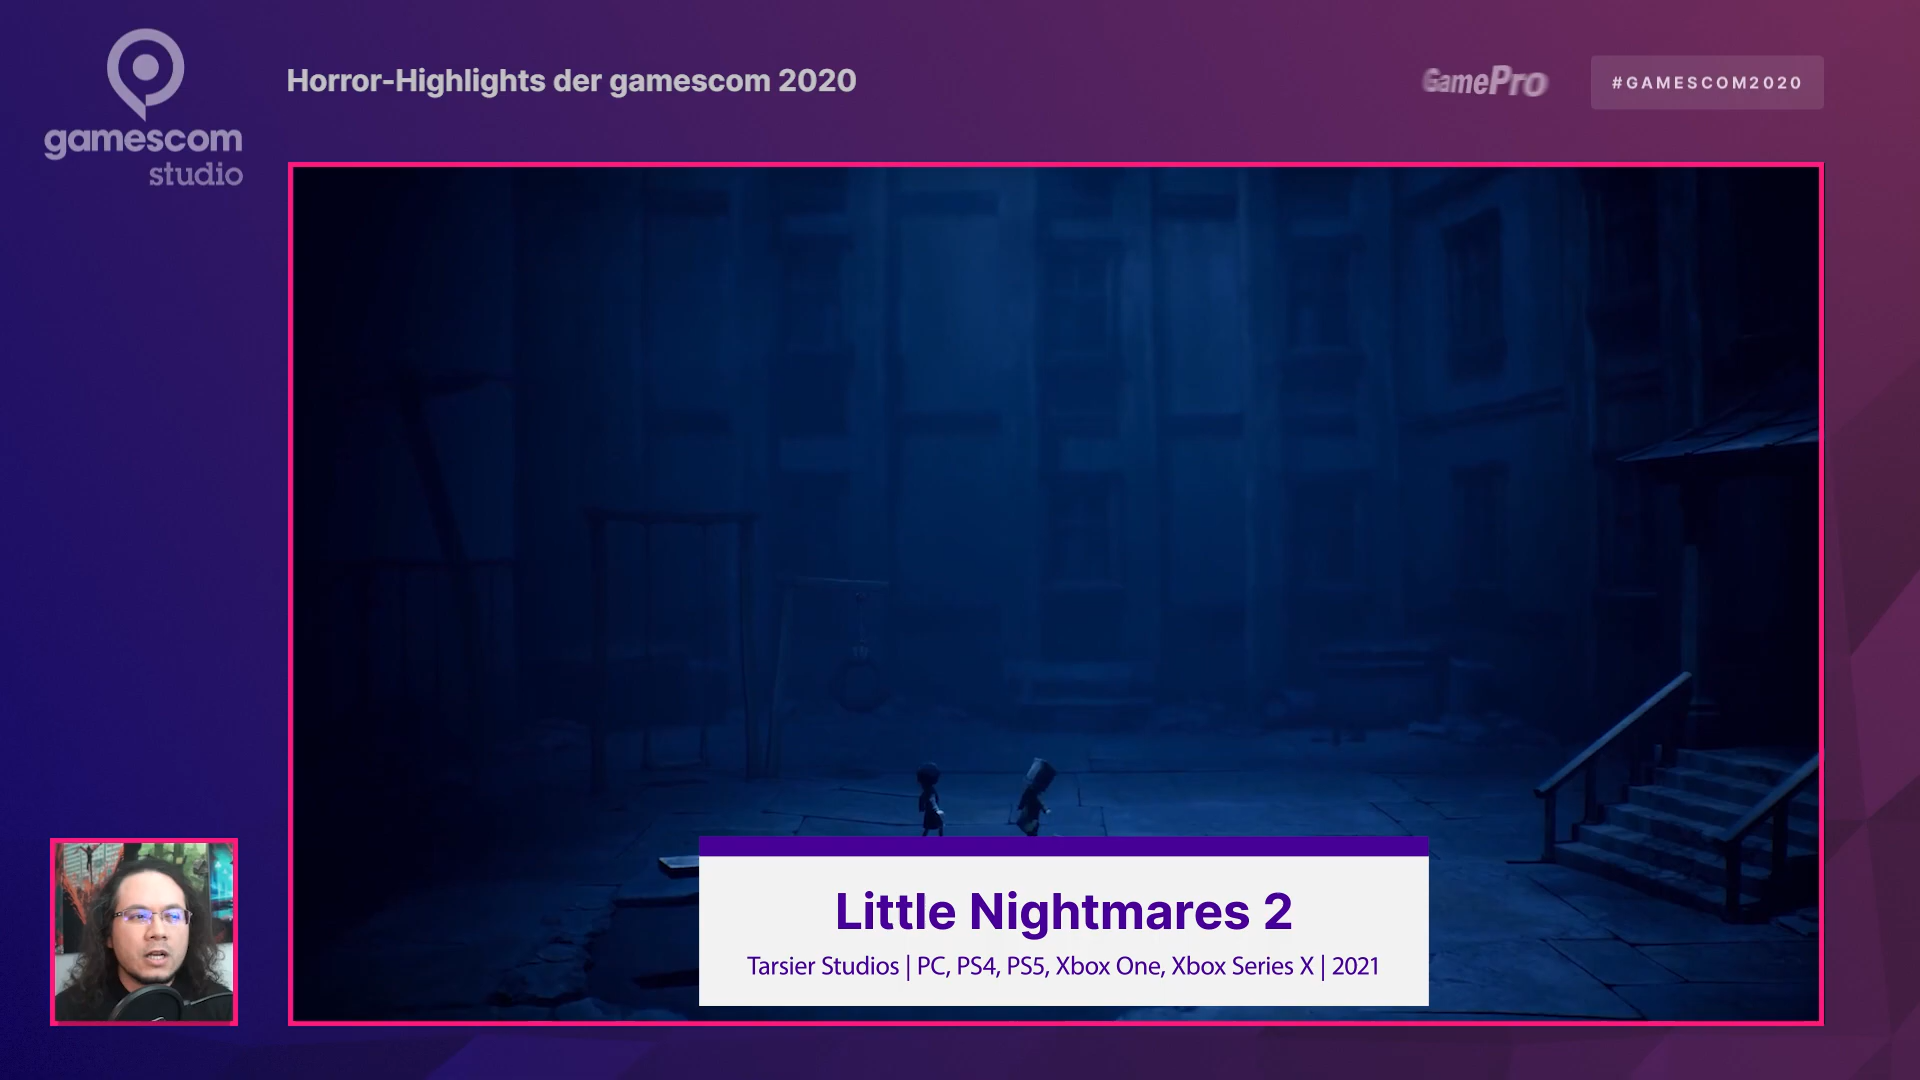 gamescom
studio
Horror-Highlights der gamescom 2020
GamePro
#GAMESCOM2020
Little Nightmares 2
Tarsier Studios | PC, PS4, PS5, Xbox One, Xbox Series X | 2021